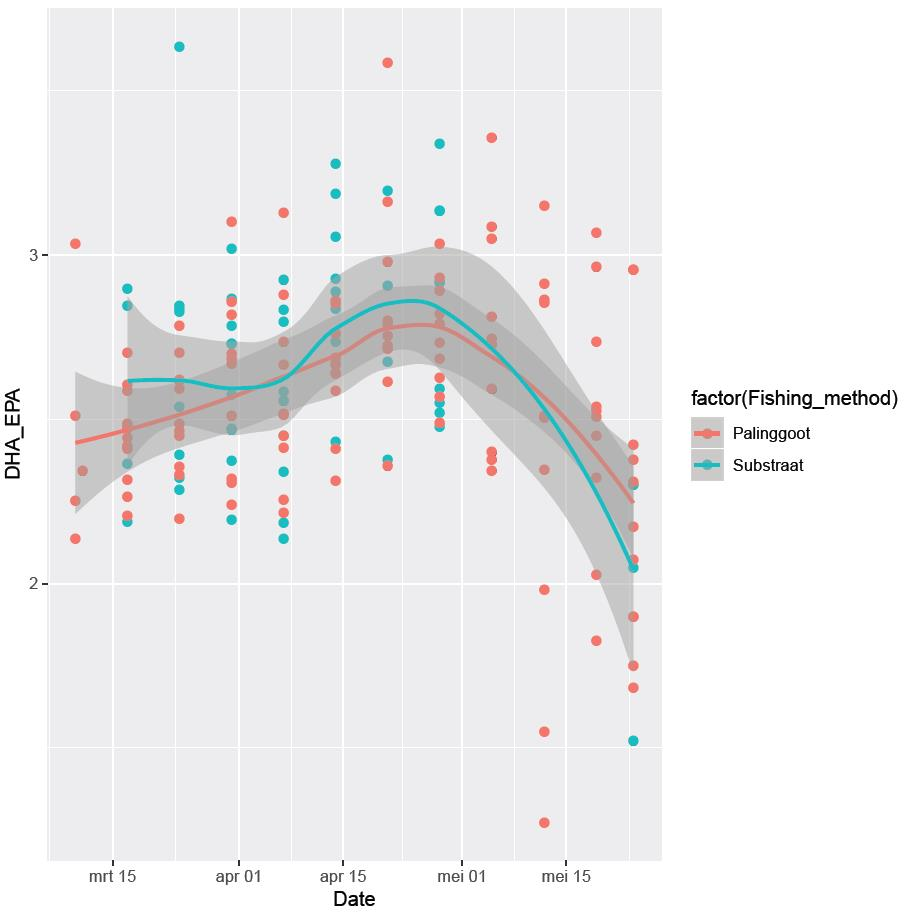 3
2
DHA_EPA
mrt 15
apr 01
apr 15
mei 01
mei 15
Date
factor(Fishing_method)
Palinggoot
Substraat